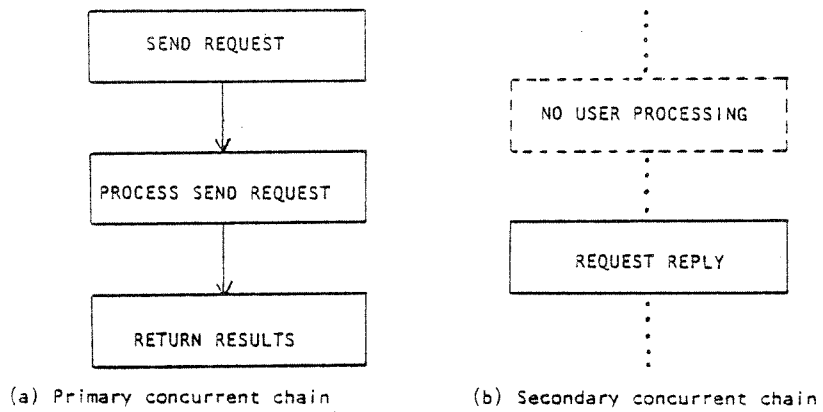 SEND REQUEST
PROCESS SEND REQUEST
RETURN RESULTS
(a) Primary concurrent chain
NO USER PROCESSING
REQUEST REPLY
(b) Secondary concurrent chain